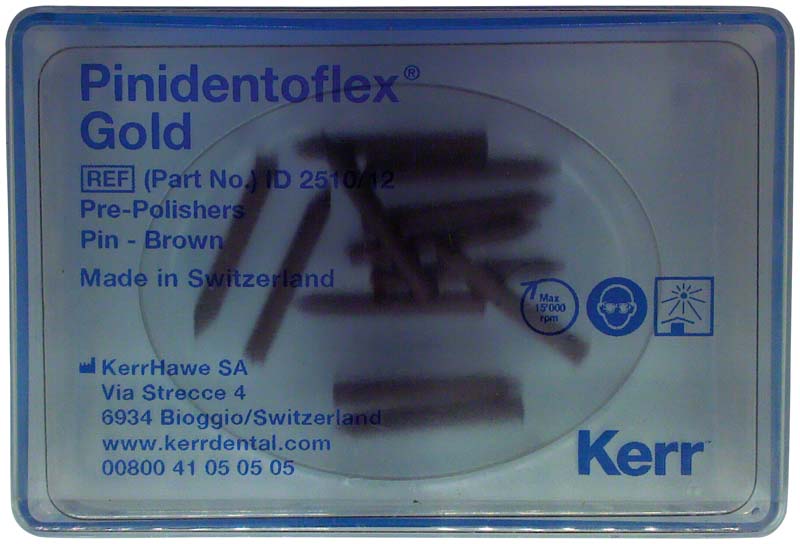 Pinidentoflex®
Gold
REF (Part No.) ID 2510/12
Pre-Polishers
Pin - Brown
Made in Switzerland
Max
15'000
rpm
KerrHawe SA
Via Strecce 4
6934 Bioggio/Switzerland
www.kerrdental.com
00800 41 05 05 05
Kerr™